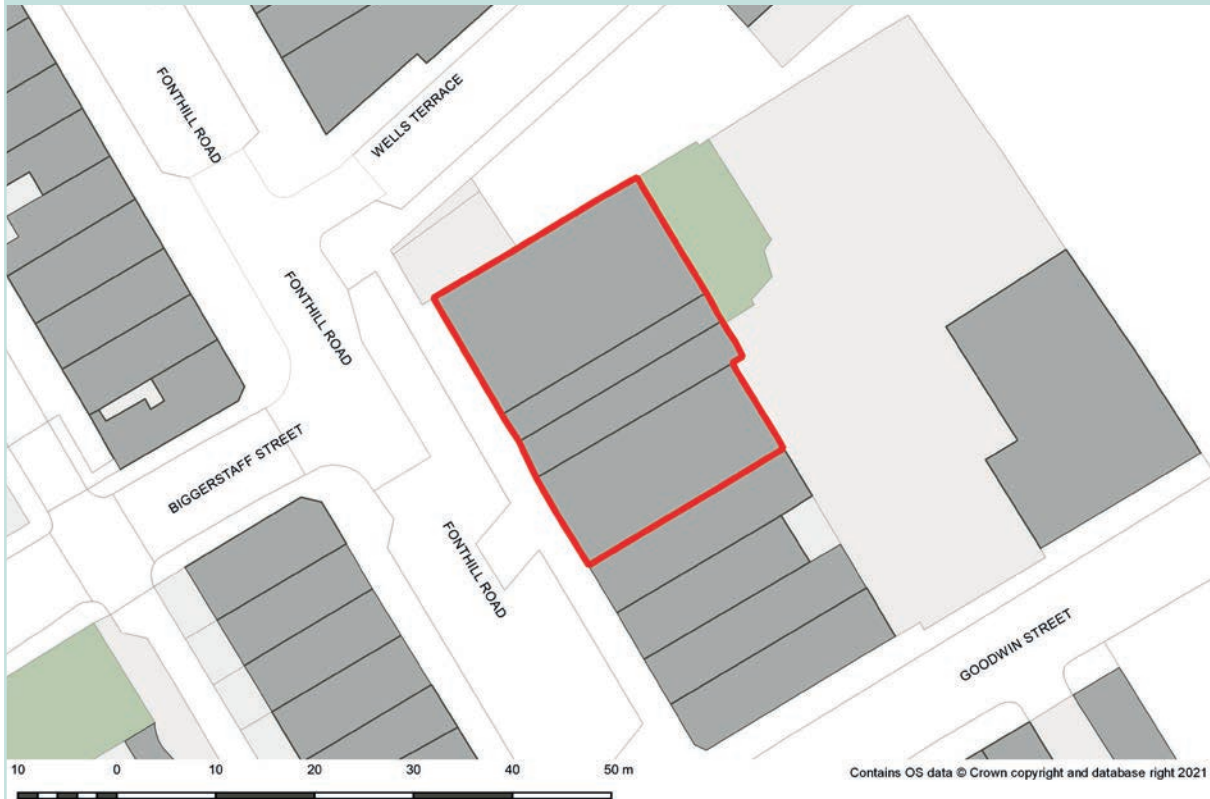 FONTHILL ROAD
WELLS TERRACE
FONTHILL ROAD
BIGGERSTAFF STREET
FONTHILL ROAD
GOODWIN STREET
10 0 10 20 30 40 50 m
Contains OS data © Crown copyright and database right 2021